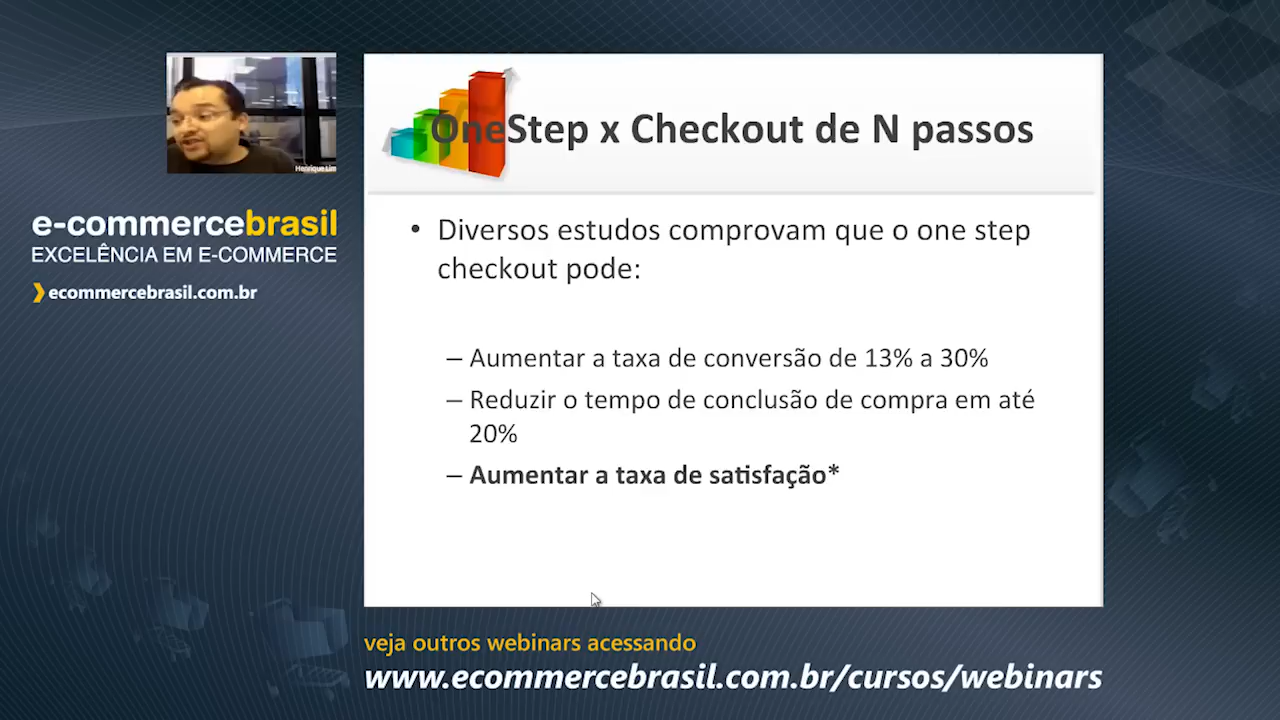 Henrique Lim
e-commercebrasil
EXCELÊNCIA EM E-COMMERCE
ecommercebrasil.com.br
OneStep x Checkout de N passos
• Diversos estudos comprovam que o one step
checkout pode:
– Aumentar a taxa de conversão de 13% a 30%
– Reduzir o tempo de conclusão de compra em até
20%
– Aumentar a taxa de satisfação*
veja outros webinars acessando
www.ecommercebrasil.com.br/cursos/webinars